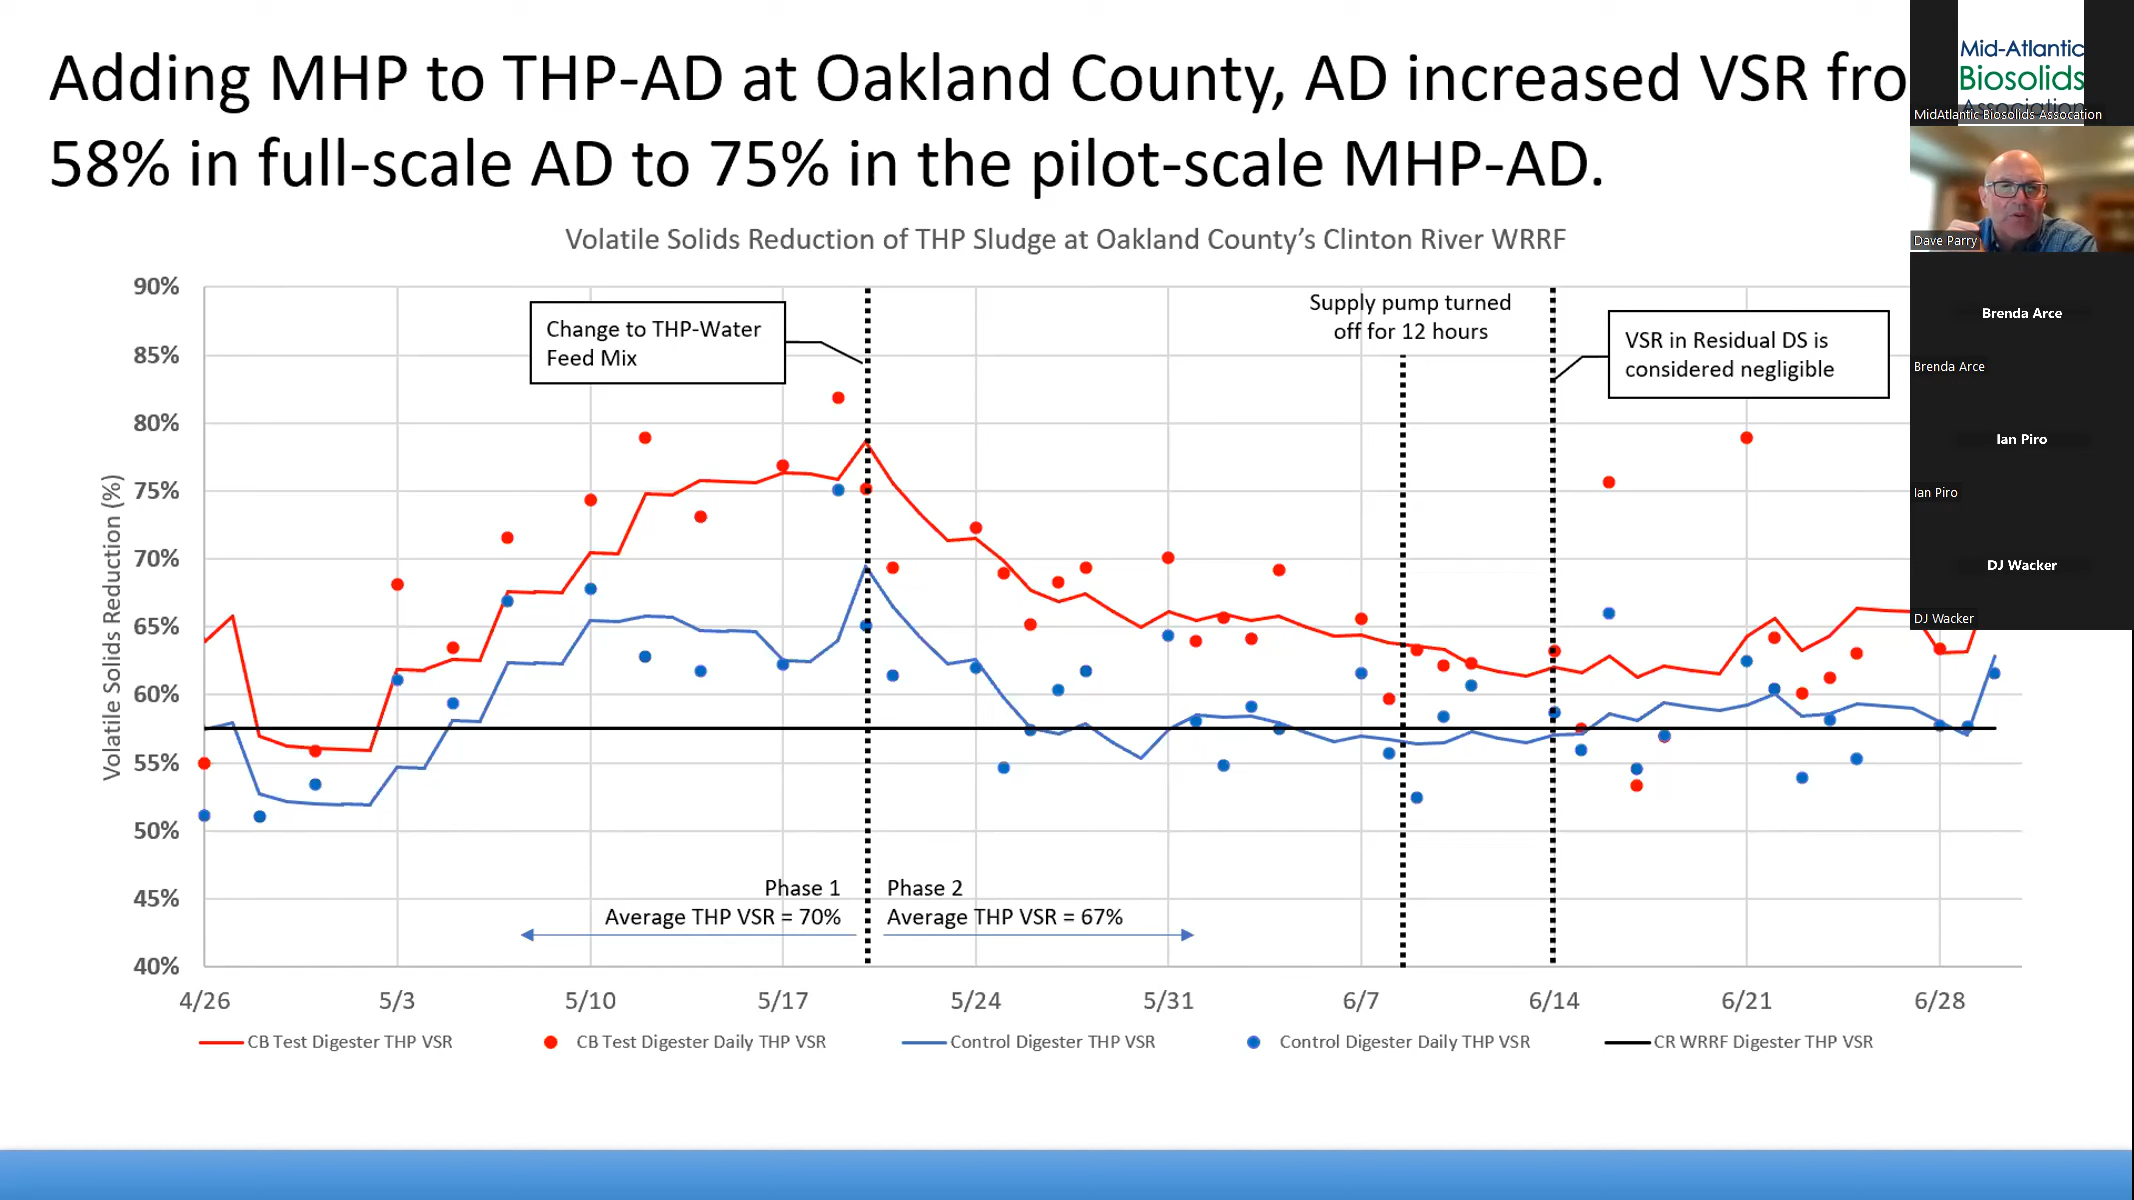 Adding MHP to THP-AD at Oakland County, AD increased VSR fro
58% in full-scale AD to 75% in the pilot-scale MHP-AD.
Mid-Atlantic
Biosolids
Association
MidAtlantic Biosolids Assocation
Dave Parry
Brenda Arce
Brenda Arce
Ian Piro
Ian Piro
DJ Wacker
DJ Wacker
Volatile Solids Reduction of THP Sludge at Oakland County's Clinton River WRRF
Volatile Solids Reduction (%)
90%
85%
80%
75%
70%
65%
60%
55%
50%
45%
40%
Change to THP-Water
Feed Mix
Supply pump turned
off for 12 hours
VSR in Residual DS is
considered negligible
Phase 1
Average THP VSR = 70%
Phase 2
Average THP VSR = 67%
4/26
5/3
5/10
5/17
5/24
5/31
6/7
6/14
6/21
6/28
CB Test Digester THP VSR
CB Test Digester Daily THP VSR
Control Digester THP VSR
Control Digester Daily THP VSR
CR WRRF Digester THP VSR